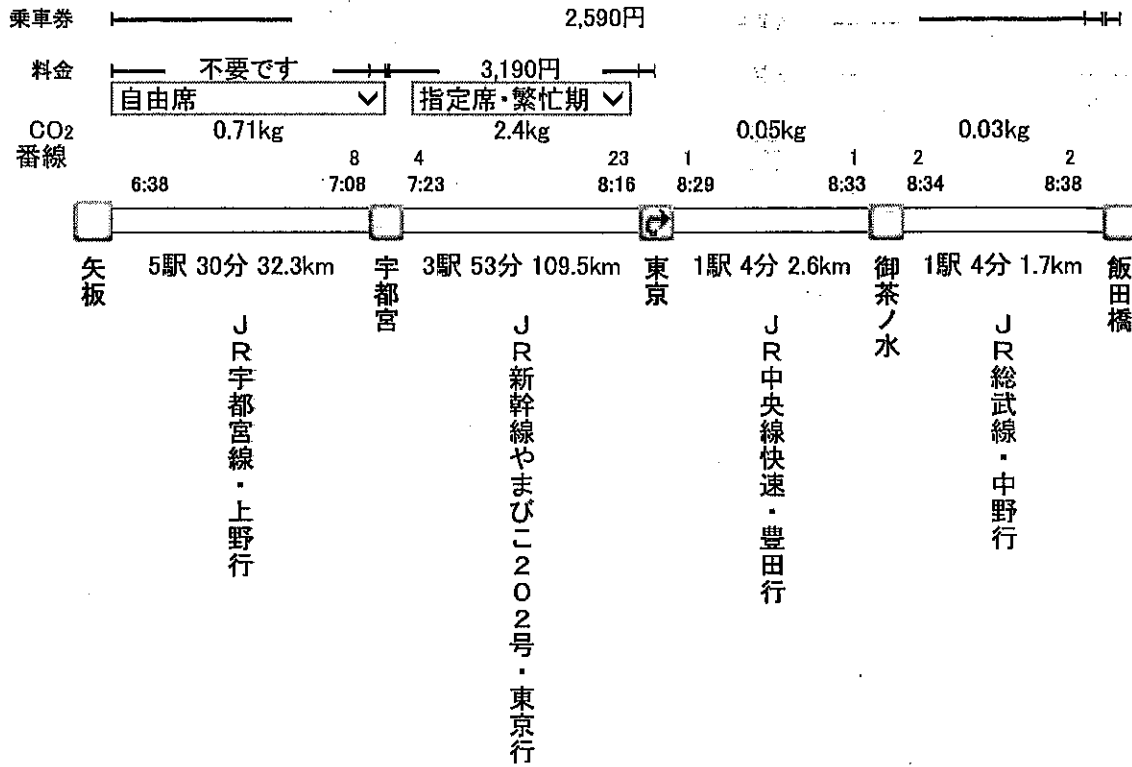 乗車券 2,590円
料金 不要です 3,190円
自由席 指定席・繁忙期
CO2 0.71kg 2.4kg 0.05kg 0.03kg
番線 8 4 23 1 1 2 2
6:38 7:08 7:23 8:16 8:29 8:33 8:34 8:38
5駅 30分 32.3km 3駅 53分 109.5km 1駅 4分 2.6km 1駅 4分 1.7km
矢板
宇都宮
東京
御茶ノ水
飯田橋
JR宇都宮線・上野行
JR新幹線やまびこ202号・東京行
JR中央線快速・豊田行
JR総武線・中野行